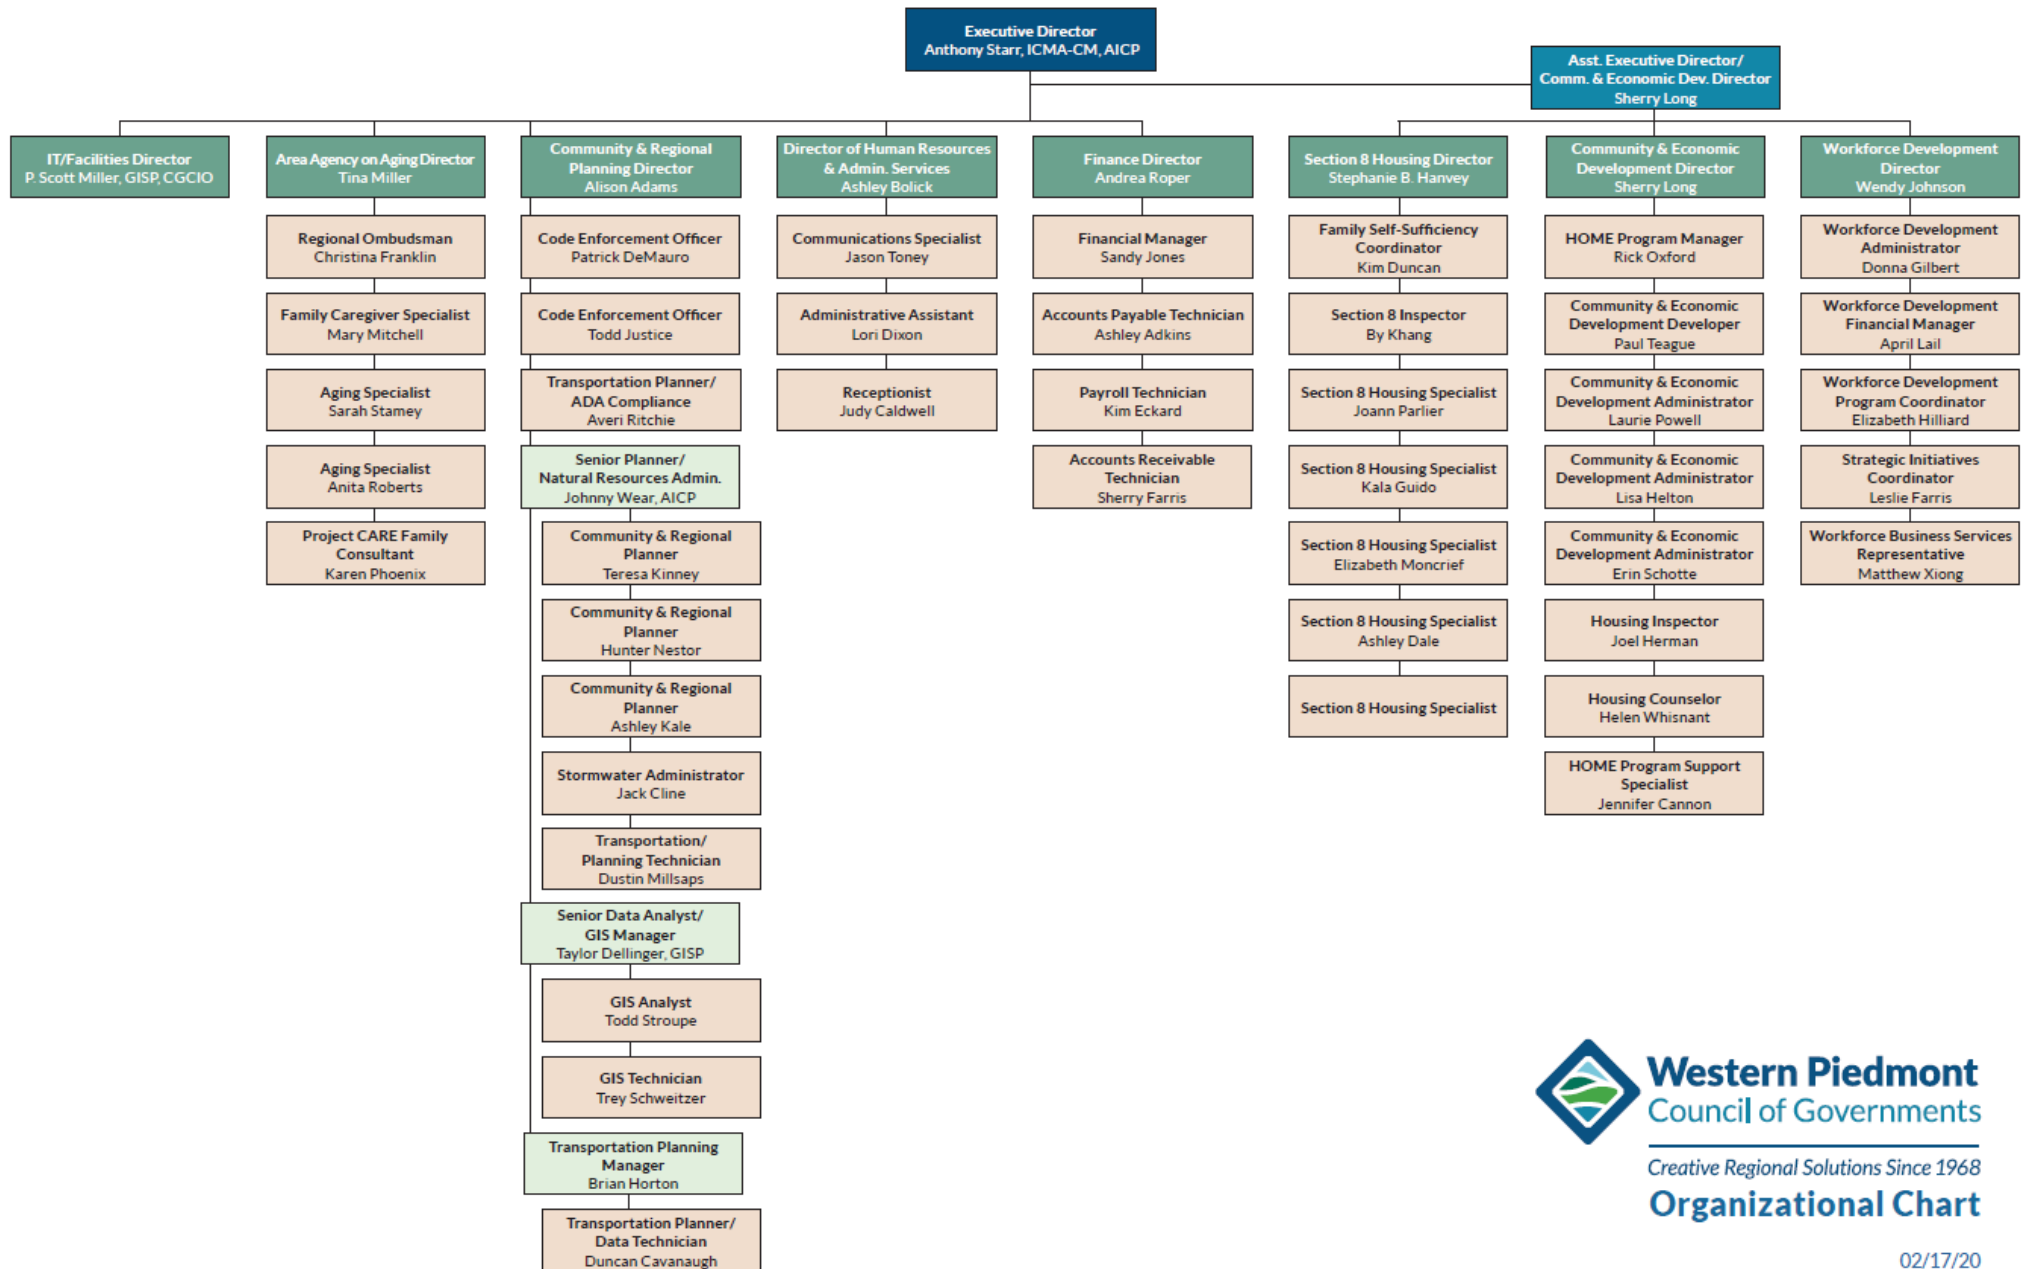 Executive Director
Anthony Starr, ICMA-CM, AICP
Asst. Executive Director/
Comm. & Economic Dev. Director
Sherry Long
IT/Facilities Director
P. Scott Miller, GISP, CGCIO
Area Agency on Aging Director
Tina Miller
Regional Ombudsman
Christina Franklin
Family Caregiver Specialist
Mary Mitchell
Aging Specialist
Sarah Stamey
Aging Specialist
Anita Roberts
Project CARE Family
Consultant
Karen Phoenix
Community & Regional
Planning Director
Alison Adams
Code Enforcement Officer
Patrick DeMauro
Code Enforcement Officer
Todd Justice
Transportation Planner/
ADA Compliance
Averi Ritchie
Senior Planner/
Natural Resources Admin.
Johnny Wear, AICP
Community & Regional
Planner
Teresa Kinney
Community & Regional
Planner
Hunter Nestor
Community & Regional
Planner
Ashley Kale
Stormwater Administrator
Jack Cline
Transportation/
Planning Technician
Dustin Millsaps
Senior Data Analyst/
GIS Manager
Taylor Dellinger, GISP
GIS Analyst
Todd Stroupe
GIS Technician
Trey Schweitzer
Transportation Planning
Manager
Brian Horton
Transportation Planner/
Data Technician
Duncan Cavanaugh
Director of Human Resources
& Admin. Services
Ashley Bolick
Communications Specialist
Jason Toney
Administrative Assistant
Lori Dixon
Receptionist
Judy Caldwell
Finance Director
Andrea Roper
Financial Manager
Sandy Jones
Accounts Payable Technician
Ashley Adkins
Payroll Technician
Kim Eckard
Accounts Receivable
Technician
Sherry Farris
Section 8 Housing Director
Stephanie B. Hanvey
Family Self-Sufficiency
Coordinator
Kim Duncan
Section 8 Inspector
By Khang
Section 8 Housing Specialist
Joann Parlier
Section 8 Housing Specialist
Kala Guido
Section 8 Housing Specialist
Elizabeth Moncrief
Section 8 Housing Specialist
Ashley Dale
Section 8 Housing Specialist
Community & Economic
Development Director
Sherry Long
HOME Program Manager
Rick Oxford
Community & Economic
Development Developer
Paul Teague
Community & Economic
Development Administrator
Laurie Powell
Community & Economic
Development Administrator
Lisa Helton
Community & Economic
Development Administrator
Erin Schotte
Housing Inspector
Joel Herman
Housing Counselor
Helen Whisnant
HOME Program Support
Specialist
Jennifer Cannon
Workforce Development
Director
Wendy Johnson
Workforce Development
Administrator
Donna Gilbert
Workforce Development
Financial Manager
April Lail
Workforce Development
Program Coordinator
Elizabeth Hilliard
Strategic Initiatives
Coordinator
Leslie Farris
Workforce Business Services
Representative
Matthew Xiong
Western Piedmont
Council of Governments
Creative Regional Solutions Since 1968
Organizational Chart
02/17/20